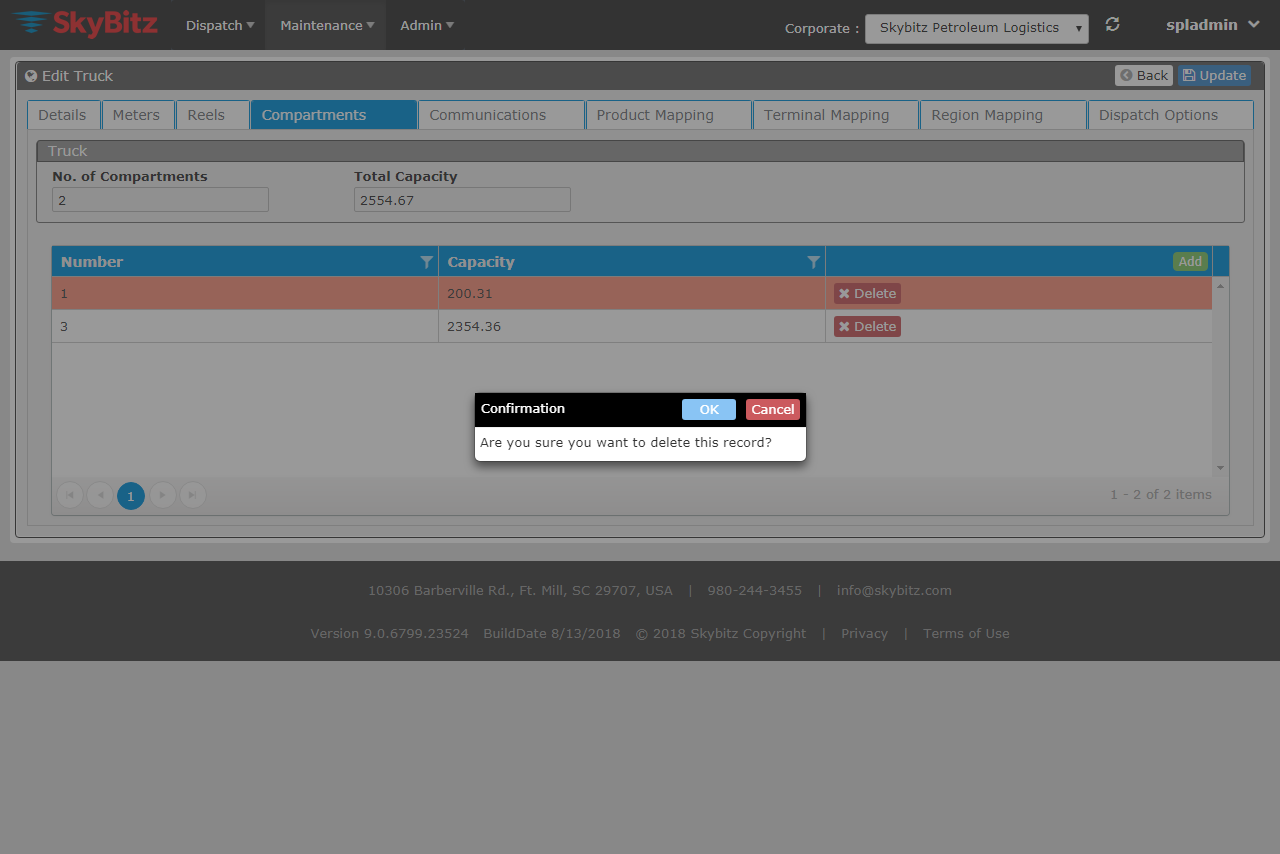 SkyBitz Dispatch Maintenance Admin Corporate : Skybitz Petroleum Logistics spladmin
Edit Truck Back Update
Details Meters Reels Compartments Communications Product Mapping Terminal Mapping Region Mapping Dispatch Options
Truck
No. of Compartments Total Capacity
2 2554.67
Number Capacity Add
1 200.31 Delete
3 2354.36 Delete
Confirmation OK Cancel
Are you sure you want to delete this record?
1 1 - 2 of 2 items
10306 Barberville Rd., Ft. Mill, SC 29707, USA | 980-244-3455 | info@skybitz.com
Version 9.0.6799.23524 BuildDate 8/13/2018 © 2018 Skybitz Copyright | Privacy | Terms of Use